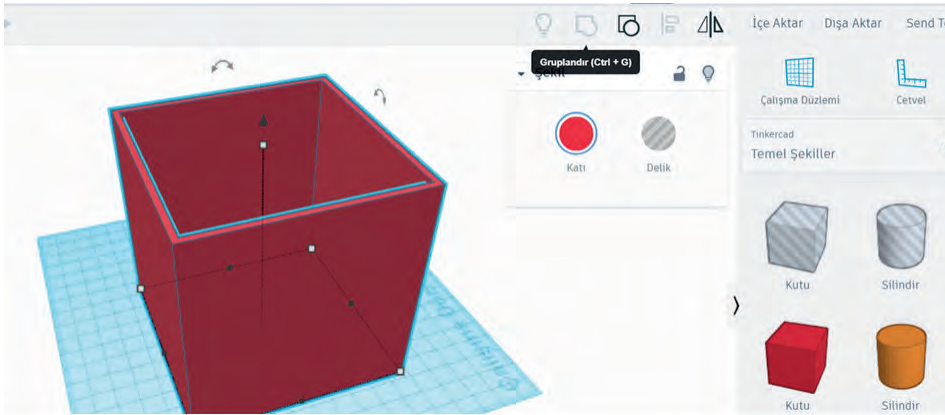 İçe Aktar
Dışa Aktar
Send
Gruplandır (Ctrl + G)
Şekil
Katı
Delik
Çalışma Düzlemi
Cetvel
Tinkercad
Temel Şekiller
Kutu
Silindir
Kutu
Silindir